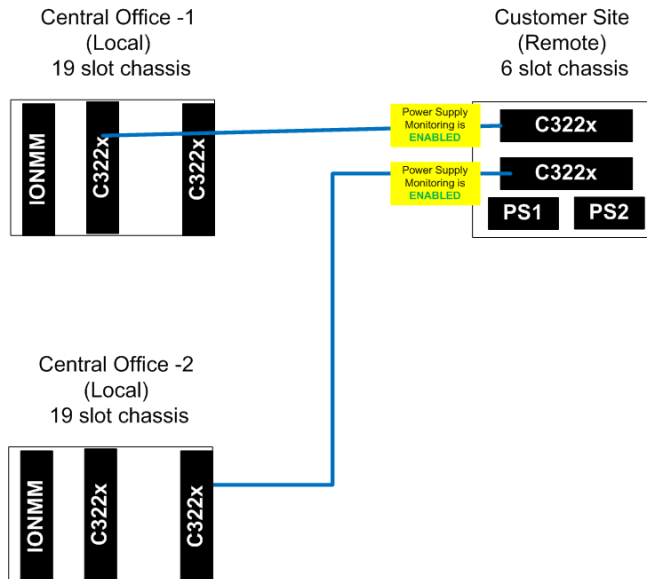 Central Office -1
(Local)
19 slot chassis
IONMM
C322x
C322x
Power Supply
Monitoring is
ENABLED
Power Supply
Monitoring is
ENABLED
Customer Site
(Remote)
6 slot chassis
C322x
C322x
PS1 PS2
Central Office -2
(Local)
19 slot chassis
IONMM
C322x
C322x